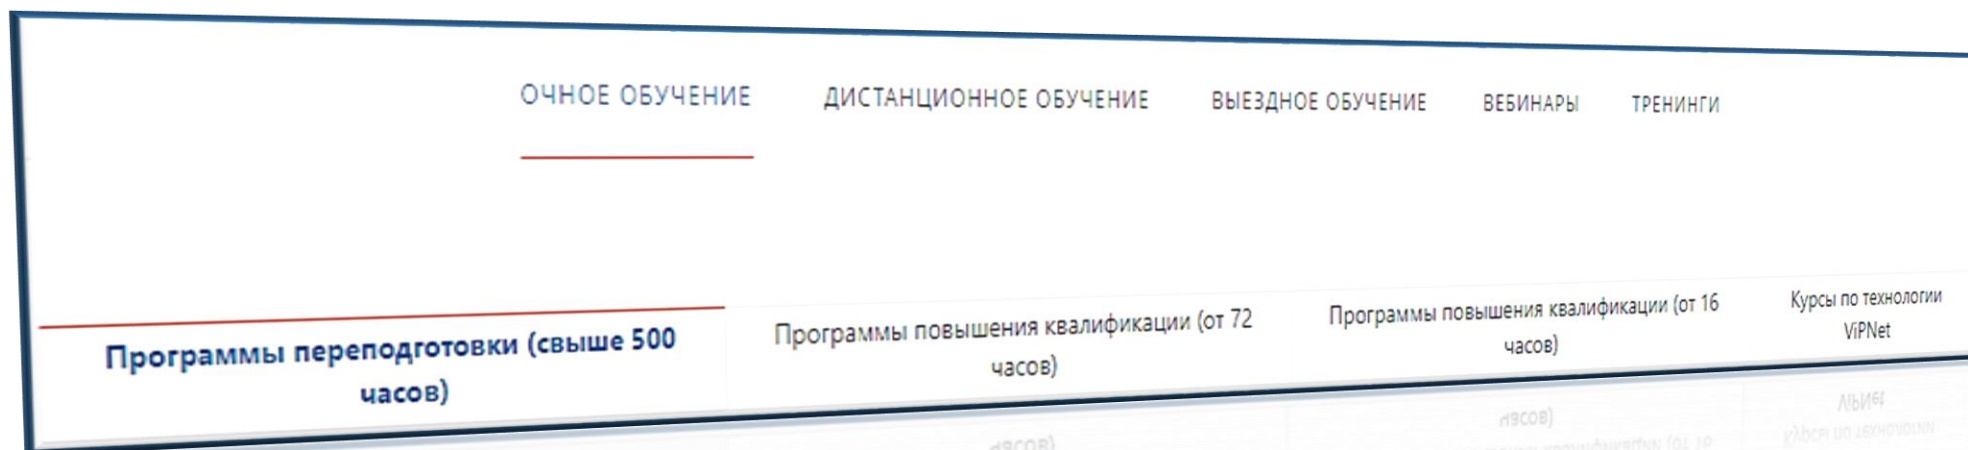 ОЧНОЕ ОБУЧЕНИЕ ДИСТАНЦИОННОЕ ОБУЧЕНИЕ ВЫЕЗДНОЕ ОБУЧЕНИЕ ВЕБИНАРЫ ТРЕНИНГИ
Программы переподготовки (свыше 500
часов)
Программы повышения квалификации (от 72
часов)
Программы повышения квалификации (от 16
часов)
Курсы по технологии
ViPNet